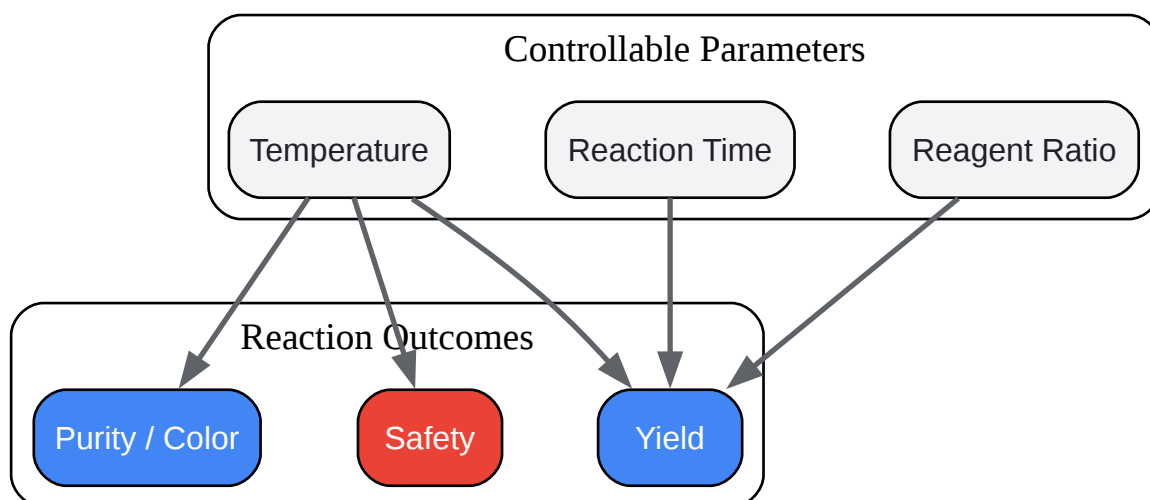 Controllable Parameters
Temperature
Reaction Time
Reagent Ratio
Reaction Outcomes
Purity / Color
Safety
Yield